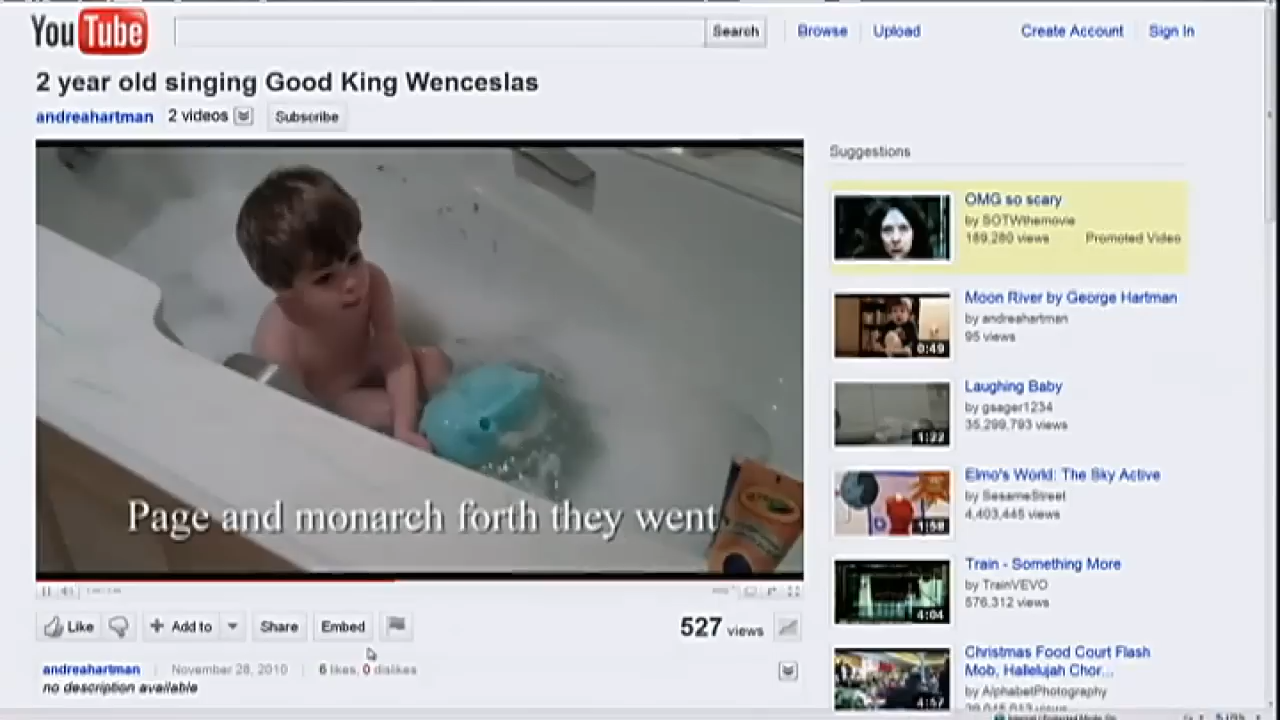 YouTube
Search
Browse
Upload
Create Account
Sign In
2 year old singing Good King Wenceslas
andreahartman
2 videos
Subscribe
Page and monarch forth they went
Like
Add to
Share
Embed
527 views
andreahartman
November 28, 2010
6 likes, 0 dislikes
no description available
Suggestions
OMG so scary
by SOTWthemovie
189,280 views
Promoted Video
Moon River by George Hartman
by andreahartman
95 views
0:49
Laughing Baby
by gsager1234
35,299,793 views
1:27
Elmo's World: The Sky Active
by SesameStreet
4,403,445 views
1:59
Train - Something More
by TrainVEVO
576,312 views
4:04
Christmas Food Court Flash
Mob, Hallelujah Chor...
by AlphabetPhotography
4:57